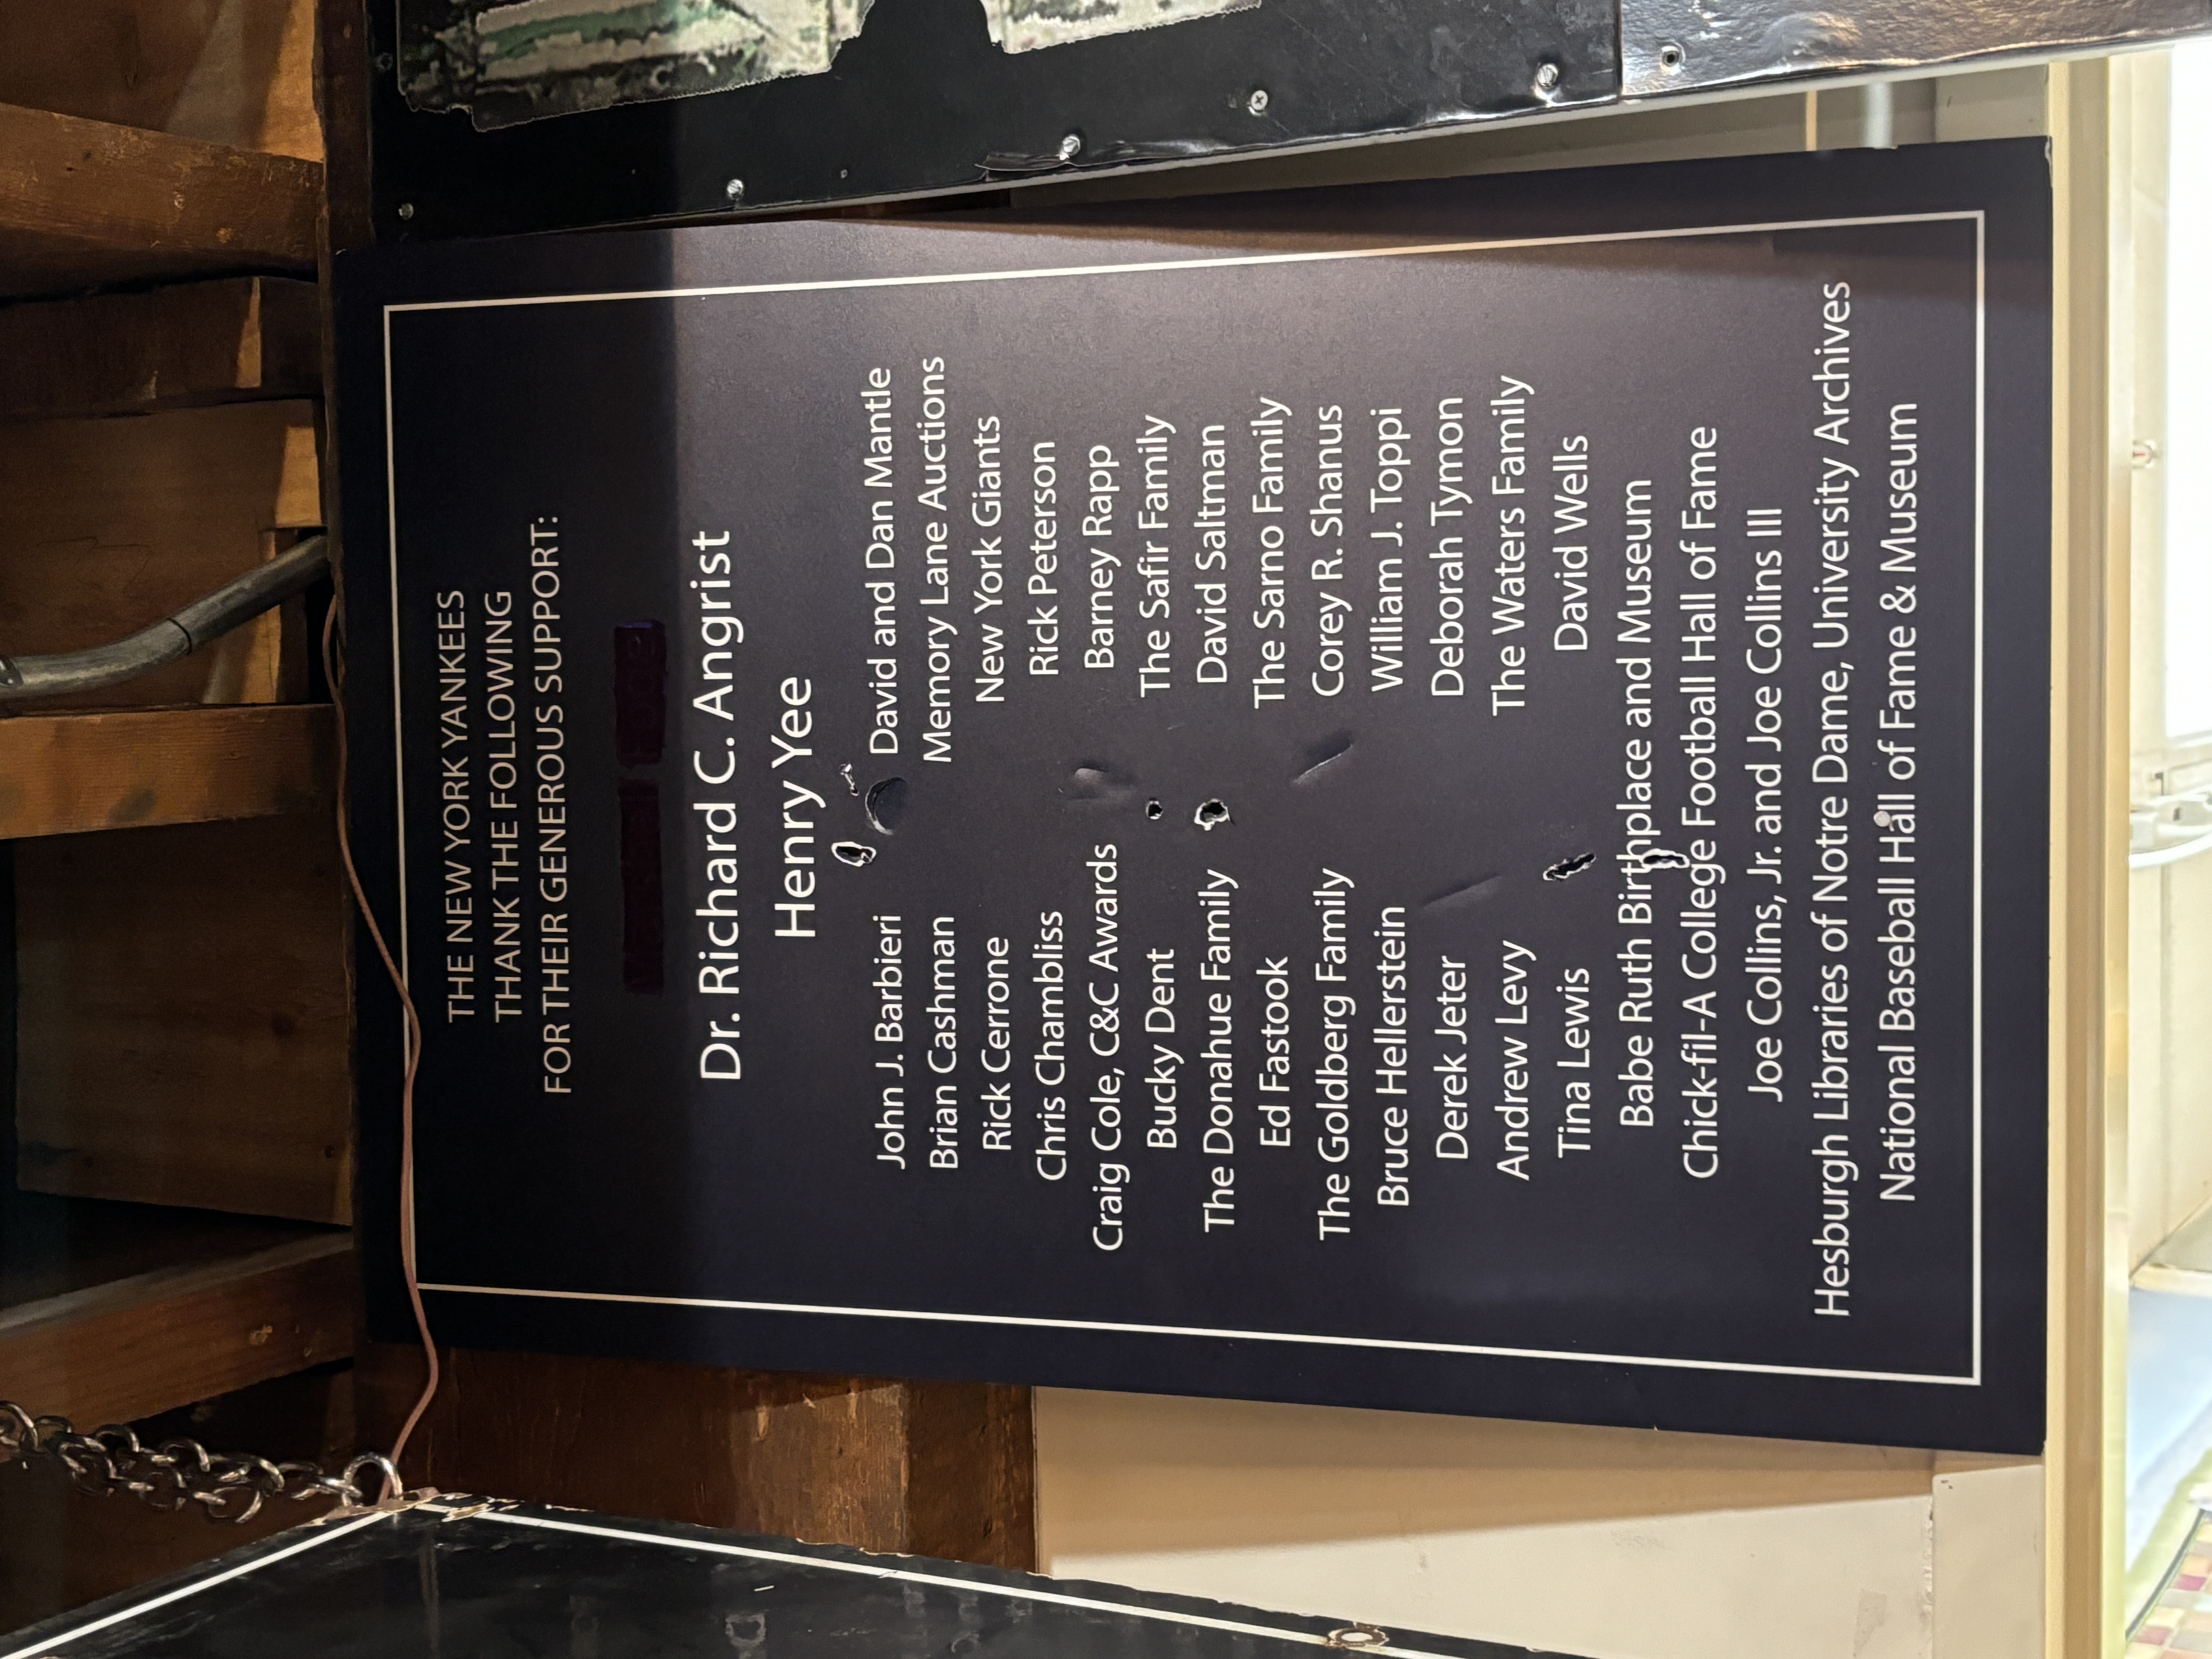 THE NEW YORK YANKEES
THANK THE FOLLOWING
FOR THEIR GENEROUS SUPPORT:
Dr. Richard C. Angrist
Henry Yee
John J. Barbieri
Brian Cashman
Rick Cerrone
Chris Chambliss
Craig Cole, C&C Awards
Bucky Dent
The Donahue Family
Ed Fastook
The Goldberg Family
Bruce Hellerstein
Derek Jeter
Andrew Levy
Tina Lewis
David and Dan Mantle
Memory Lane Auctions
New York Giants
Rick Peterson
Barney Rapp
The Safir Family
David Saltman
The Sarno Family
Corey R. Shanus
William J. Toppi
Deborah Tymon
The Waters Family
David Wells
Babe Ruth Birthplace and Museum
Chick-fil-A College Football Hall of Fame
Joe Collins, Jr. and Joe Collins III
Hesburgh Libraries of Notre Dame, University Archives
National Baseball Hall of Fame & Museum